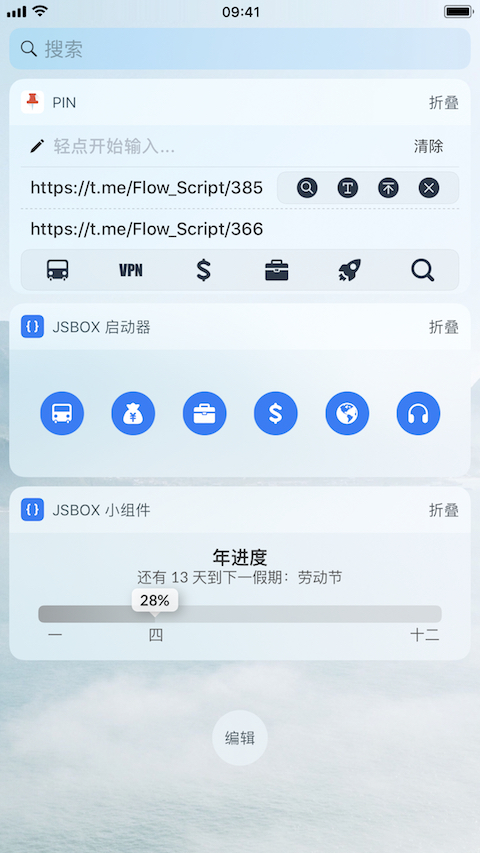 09:41
搜索
PIN 折叠
轻点开始输入... 清除
https://t.me/Flow_Script/385
https://t.me/Flow_Script/366
VPN
JSBOX 启动器 折叠
JSBOX 小组件 折叠
年进度
还有 13 天到下一假期：劳动节
28%
一 四 十二
编辑